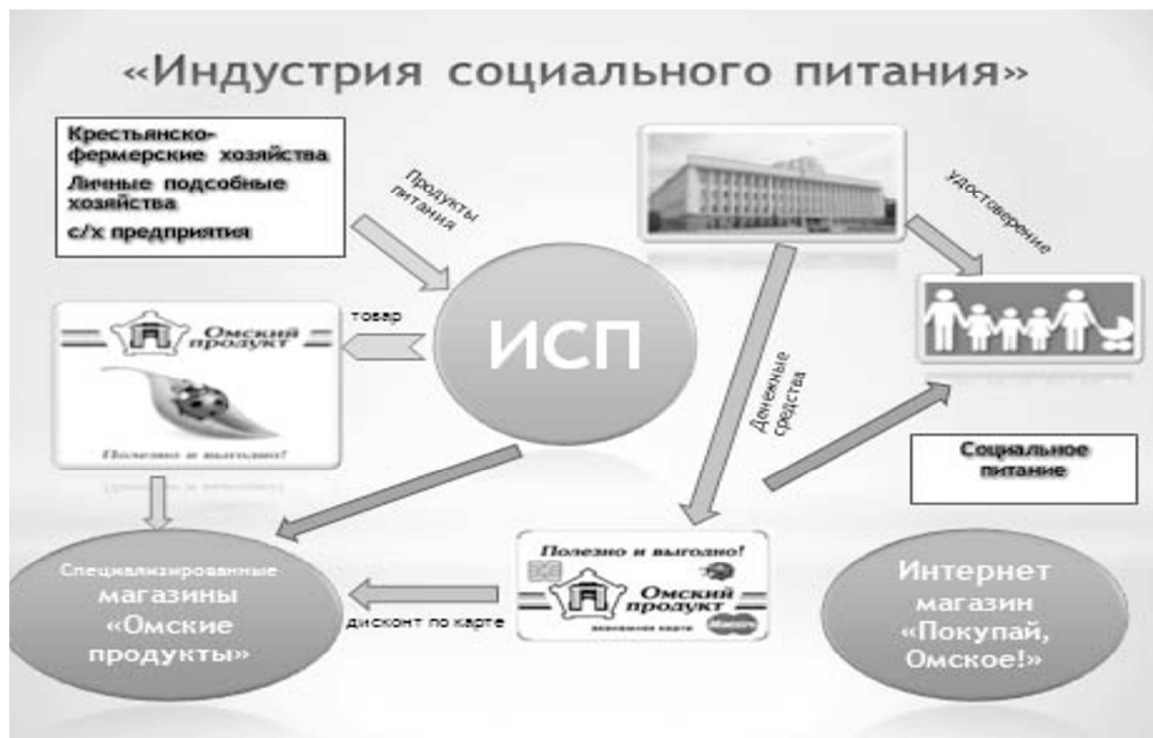 «Индустрия социального питания»
Крестьянско-
фермерские хозяйства
Личные подсобные
хозяйства
с/х предприятия
Продукты
питания
удостоверение
товар
ИСП
Омский
продукт
Полезно и выгодно!
Денежные
средства
Социальное
питание
Специализированные
магазины
«Омские
продукты»
дисконт по карте
Полезно и выгодно!
Омский
продукт
Maestro
Интернет
магазин
«Покупай,
Омское!»